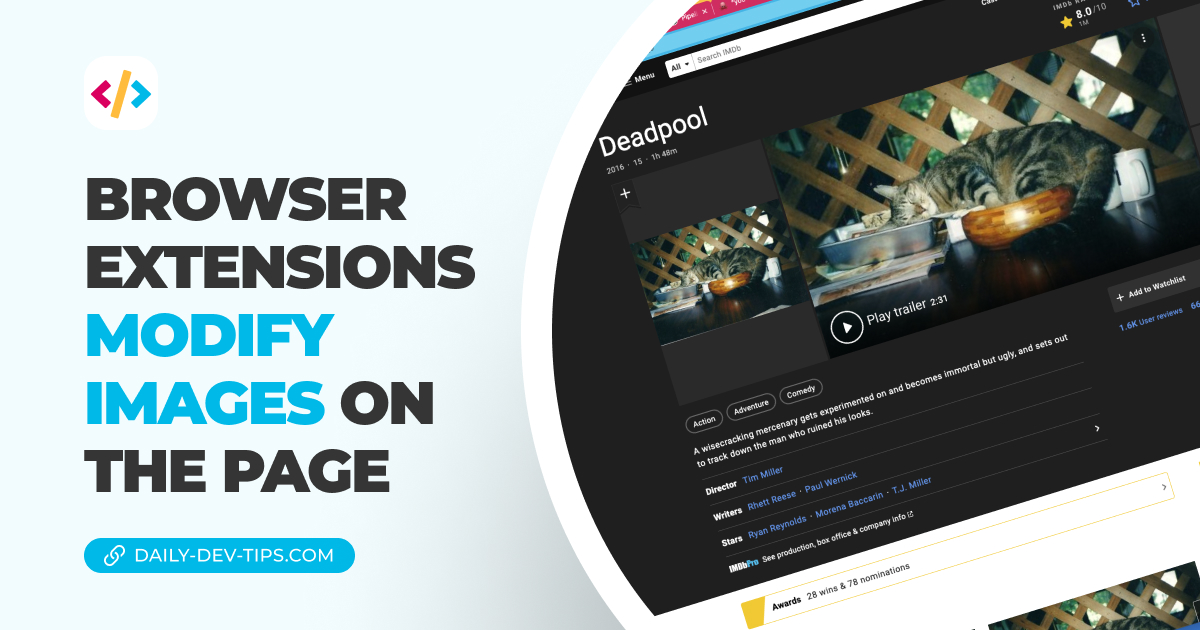 BROWSER
EXTENSIONS
MODIFY
IMAGES ON
THE PAGE
DAILY-DEV-TIPS.COM
Menu
All
Search IMDb
8.0/10
1M
Deadpool
2016 · 15 · 1h 48m
Play trailer 2:31
Add to Watchlist
1.6K User reviews
Action
Adventure
Comedy
A wisecracking mercenary gets experimented on and becomes immortal but ugly, and sets out
to track down the man who ruined his looks.
Director Tim Miller
Writers Rhett Reese · Paul Wernick
Stars Ryan Reynolds · Morena Baccarin · T.J. Miller
IMDbPro See production, box office & company info
Awards 28 wins & 78 nominations